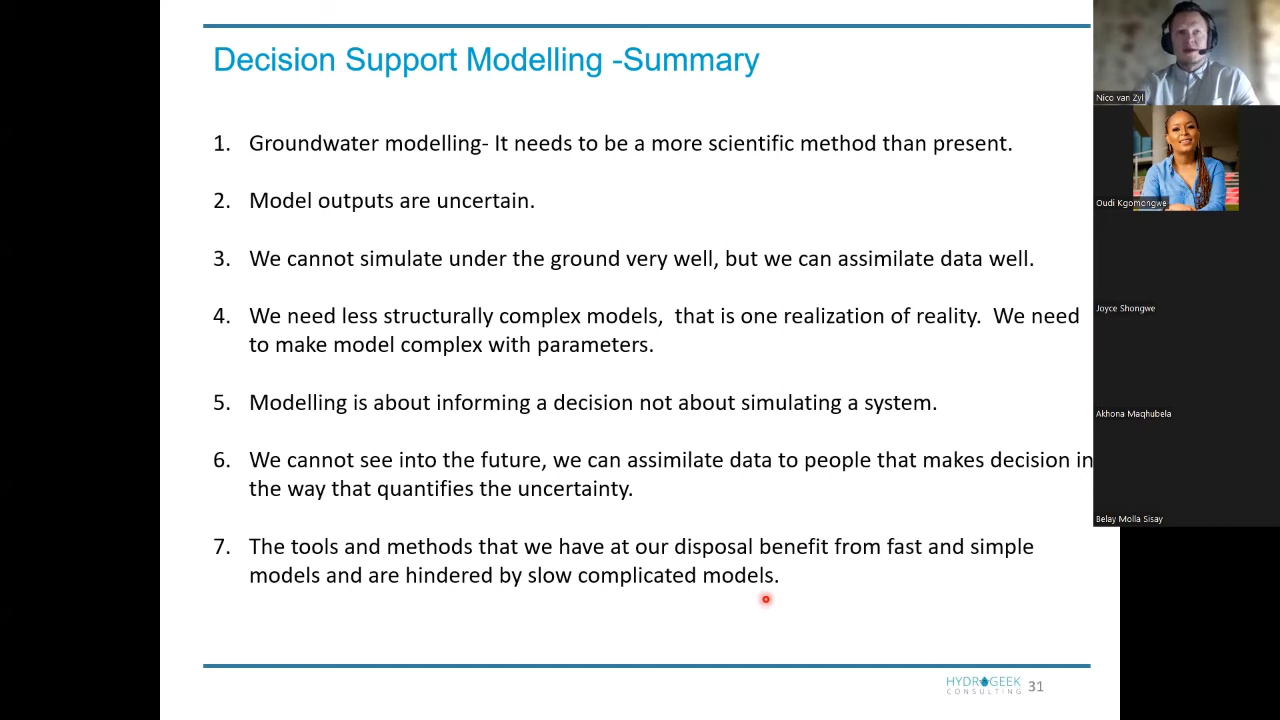 Decision Support Modelling -Summary
1. Groundwater modelling- It needs to be a more scientific method than present.
2. Model outputs are uncertain.
3. We cannot simulate under the ground very well, but we can assimilate data well.
4. We need less structurally complex models,  that is one realization of reality.  We need
to make model complex with parameters.
5. Modelling is about informing a decision not about simulating a system.
6. We cannot see into the future, we can assimilate data to people that makes decision in
the way that quantifies the uncertainty.
7. The tools and methods that we have at our disposal benefit from fast and simple
models and are hindered by slow complicated models.
HYDROGEEK
CONSULTING
31
Nico van Zyl
Oudi Kgomongwe
Joyce Shongwe
Akhona Maqhubela
Belay Molla Sisay